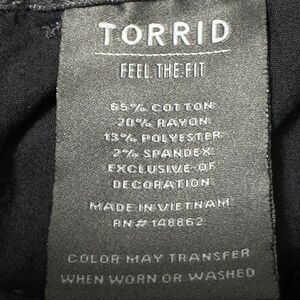 TORRID
FEEL THE FIT
65% COTTON
20% RAYON
13% POLYESTER
2% SPANDEX
EXCLUSIVE OF
DECORATION
MADE IN VIETNAM
RN# 148862
COLOR MAY TRANSFER
WHEN WORN OR WASHED